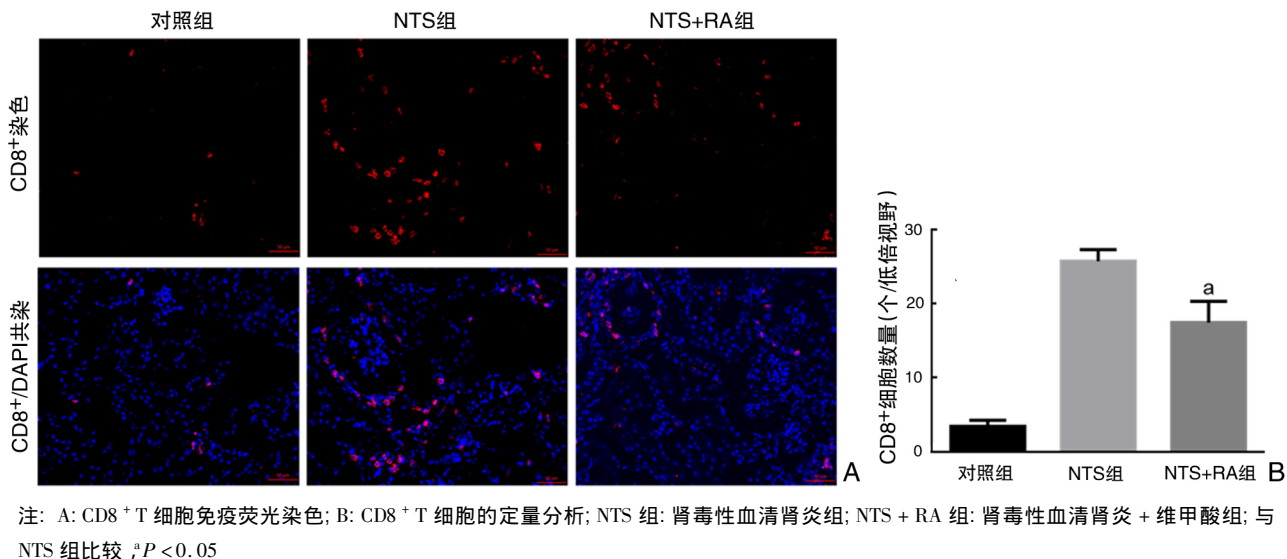 对照组 NTS组 NTS+RA组
CD8⁺染色
CD8⁺/DAPI共染
A
CD8⁺细胞数量(个/低倍视野)
30
20
10
0
a
对照组 NTS组 NTS+RA组
B
注: A: CD8⁺T 细胞免疫荧光染色; B: CD8⁺T 细胞的定量分析; NTS 组: 肾毒性血清肾炎组; NTS + RA 组: 肾毒性血清肾炎 + 维甲酸组; 与
NTS 组比较 ,ᵃP < 0.05